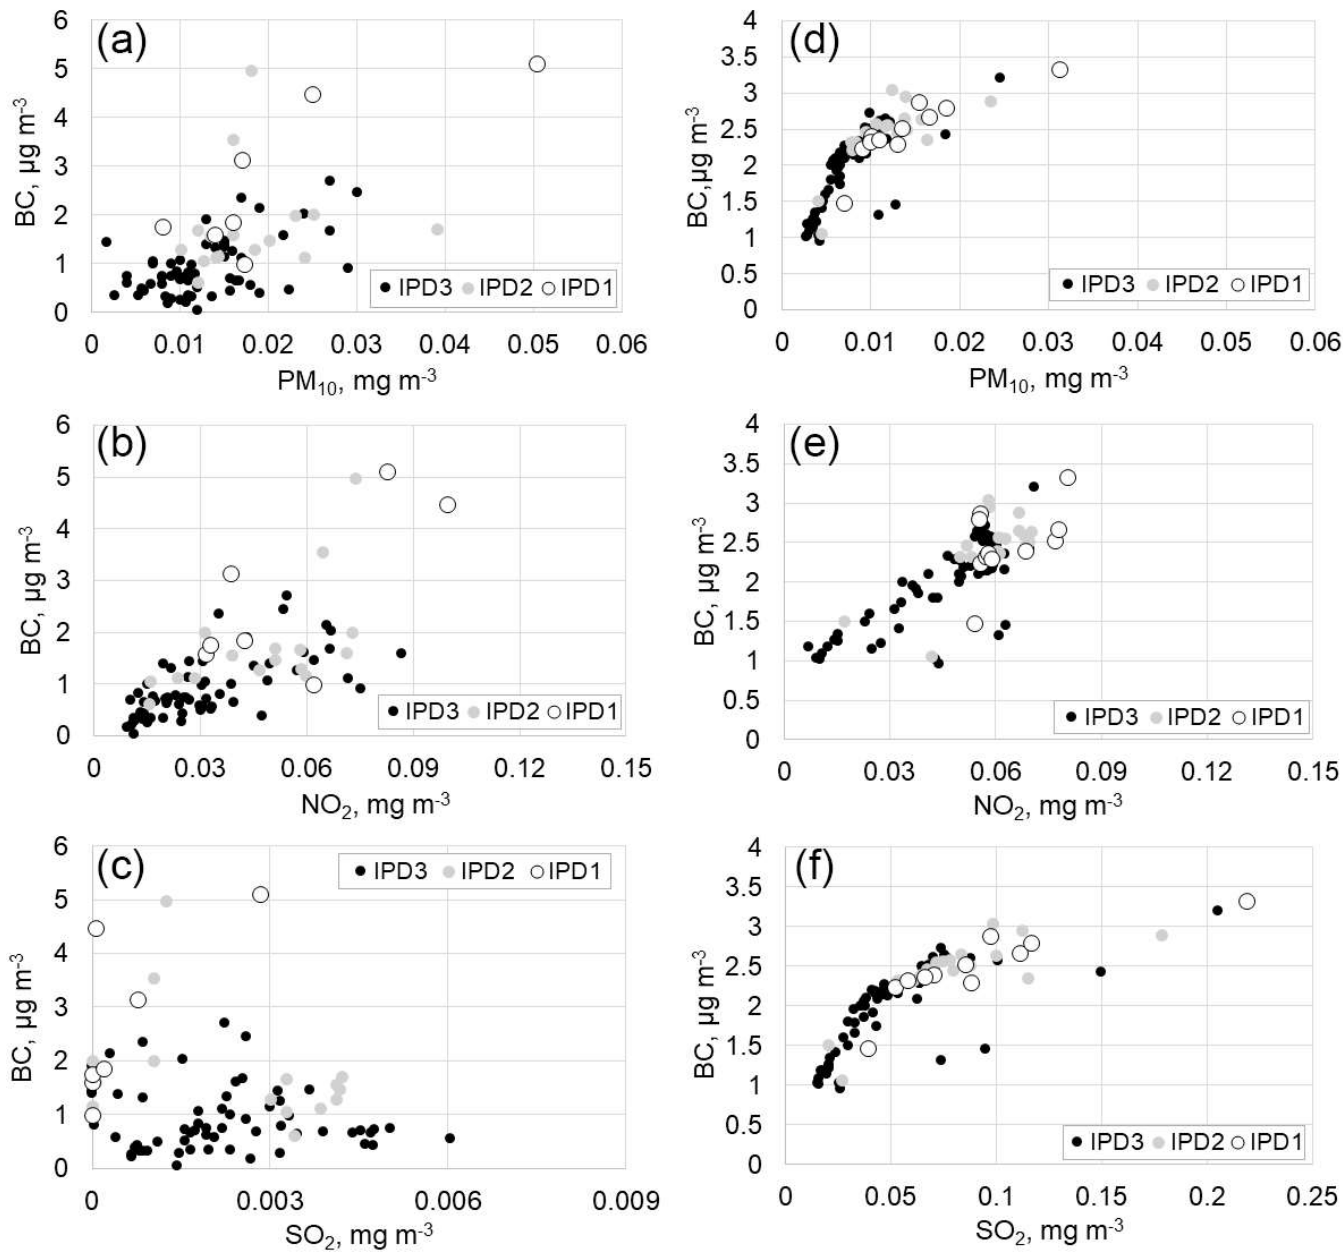 (a)
6
5
4
3
2
1
0
BC, µg m-3
IPD3 IPD2 IPD1
0 0.01 0.02 0.03 0.04 0.05 0.06
PM10, mg m-3
(d)
4
3.5
3
2.5
2
1.5
1
0.5
0
BC,µg m-3
IPD3 IPD2 IPD1
0 0.01 0.02 0.03 0.04 0.05 0.06
PM10, mg m-3
(b)
6
5
4
3
2
1
0
BC, µg m-3
IPD3 IPD2 IPD1
0 0.03 0.06 0.09 0.12 0.15
NO2, mg m-3
(e)
4
3.5
3
2.5
2
1.5
1
0.5
0
BC, µg m-3
IPD3 IPD2 IPD1
0 0.03 0.06 0.09 0.12 0.15
NO2, mg m-3
(c)
IPD3 IPD2 IPD1
6
5
4
3
2
1
0
BC, µg m-3
0 0.003 0.006 0.009
SO2, mg m-3
(f)
4
3.5
3
2.5
2
1.5
1
0.5
0
BC, µg m-3
IPD3 IPD2 IPD1
0 0.05 0.1 0.15 0.2 0.25
SO2, mg m-3